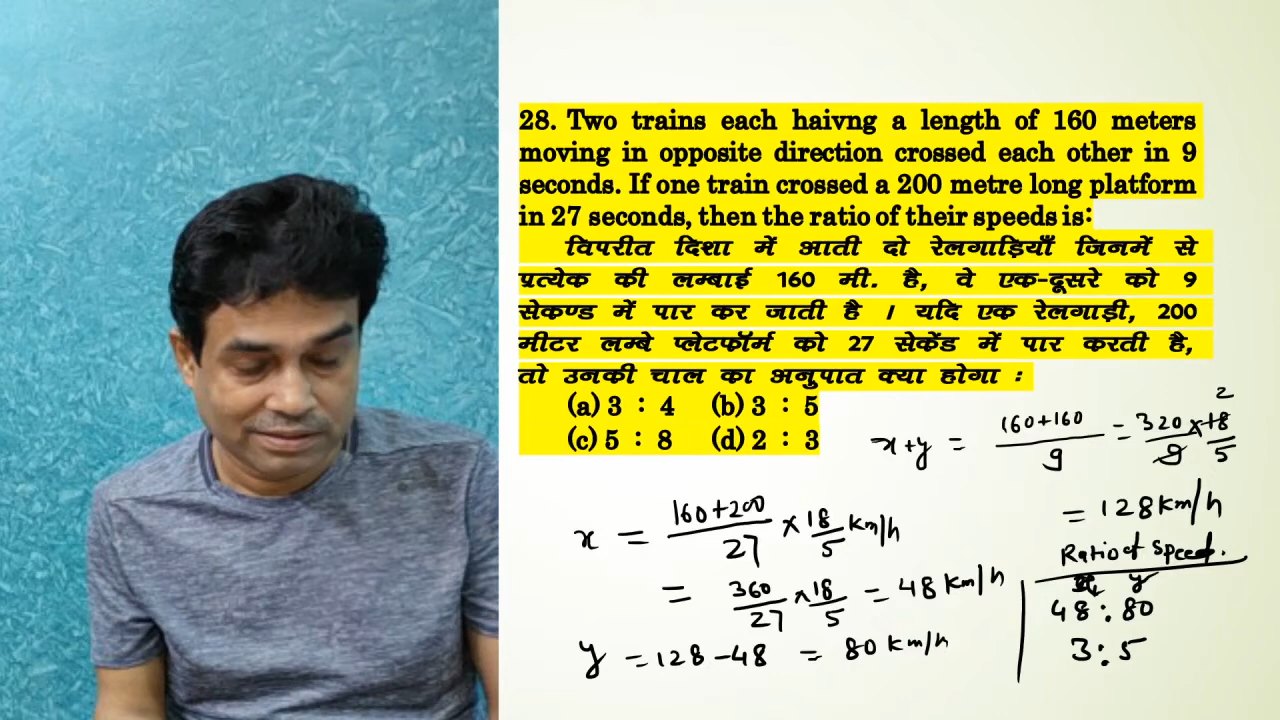 28. Two trains each haivng a length of 160 meters
moving in opposite direction crossed each other in 9
seconds. If one train crossed a 200 metre long platform
in 27 seconds, then the ratio of their speeds is:
विपरीत दिशा में आती दो रेलगाड़ियाँ जिनमें से
प्रत्येक की लम्बाई 160 मी. है, वे एक-दूसरे को 9
सेकण्ड में पार कर जाती है । यदि एक रेलगाड़ी, 200
मीटर लम्बे प्लेटफॉर्म को 27 सेकेंड में पार करती है,
तो उनकी चाल का अनुपात क्या होगा :
(a) 3 : 4 (b) 3 : 5
(c) 5 : 8 (d) 2 : 3
x+y = 160+160/9 = 320/9 × 18/5
2
= 128 km/h
x = 160+200/27 × 18/5 km/h
= 360/27 × 18/5 = 48 km/h
y = 128 - 48 = 80 km/h
Ratio of Speed.
x y
48 : 80
3 : 5